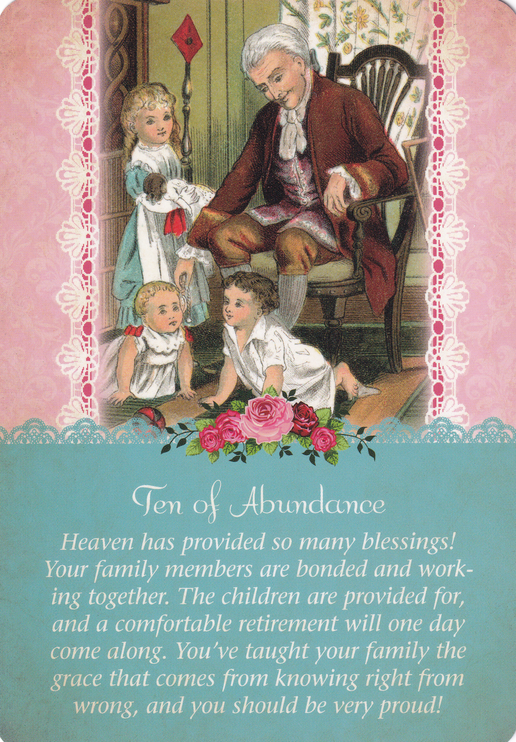 Ten of Abundance
Heaven has provided so many blessings!
Your family members are bonded and work-
ing together. The children are provided for,
and a comfortable retirement will one day
come along. You've taught your family the
grace that comes from knowing right from
wrong, and you should be very proud!